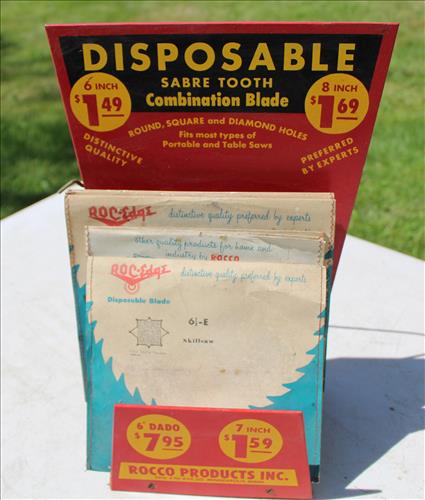 DISPOSABLE
SABRE TOOTH
Combination Blade
6 INCH
$1.49
8 INCH
$1.69
ROUND, SQUARE and DIAMOND HOLES
Fits most types of
Portable and Table Saws
DISTINCTIVE
QUALITY
PREFERRED
BY EXPERTS
ROC-Edge distinctive quality preferred by experts
other quality products for home and
industry by ROCCO
ROC-Edge distinctive quality preferred by experts
Disposable Blade
6½-E
Skillsaw
6" DADO
$7.95
7 INCH
$1.59
ROCCO PRODUCTS INC.